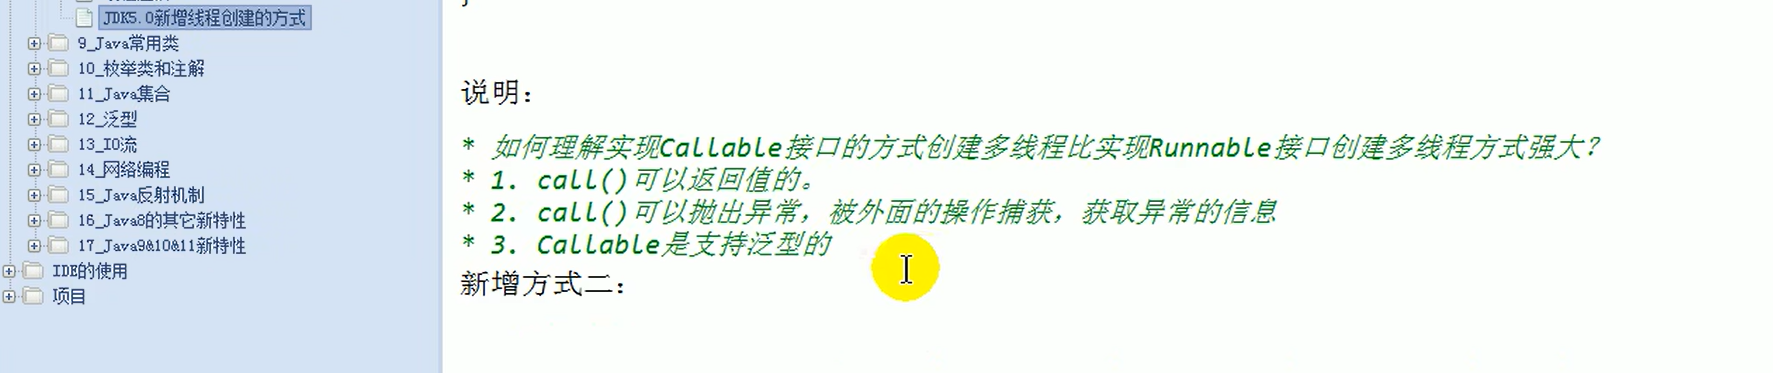 JDK5.0新增线程创建的方式
9_Java常用类
10_枚举类和注解
11_Java集合
12_泛型
13_IO流
14_网络编程
15_Java反射机制
16_Java8的其它新特性
17_Java9&10&11新特性
IDE的使用
项目
说明：
* 如何理解实现Callable接口的方式创建多线程比实现Runnable接口创建多线程方式强大？
* 1. call()可以返回值的。
* 2. call()可以抛出异常，被外面的操作捕获，获取异常的信息
* 3. Callable是支持泛型的
新增方式二：